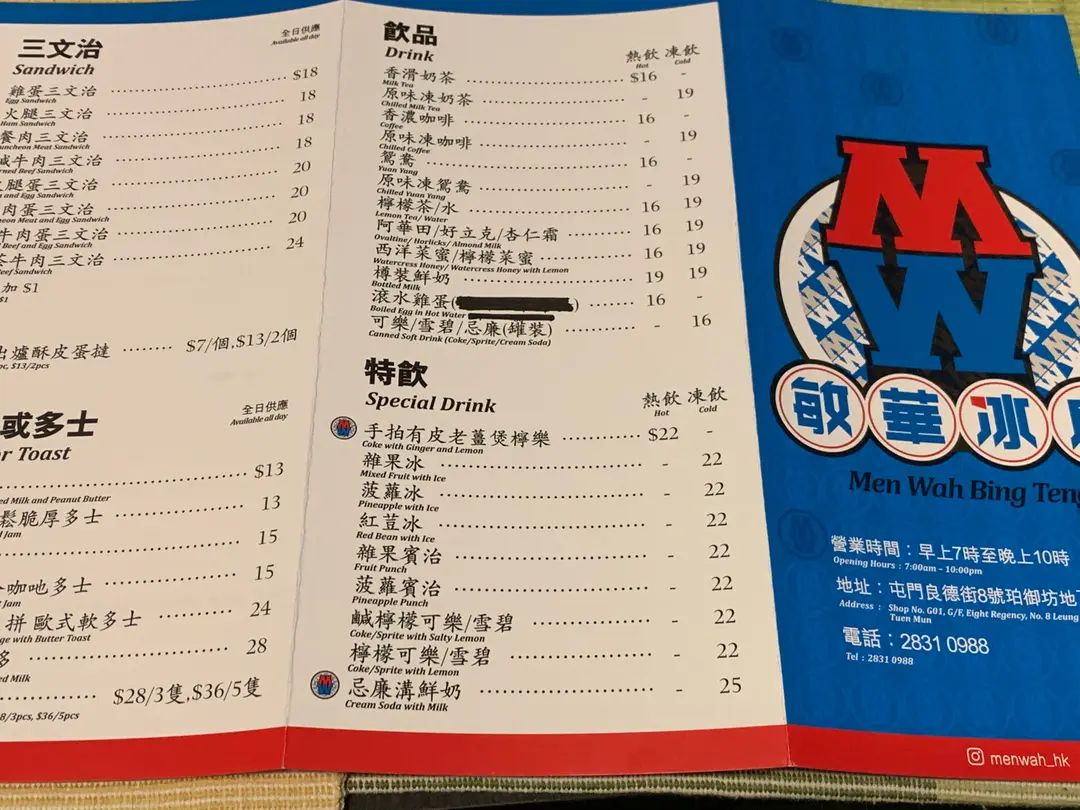 三文治
Sandwich
全日供應
Available all day
雞蛋三文治 $18
Egg Sandwich
火腿三文治 18
Ham Sandwich
餐肉三文治 18
Luncheon Meat Sandwich
鹹牛肉三文治 18
Corned Beef Sandwich
腿蛋三文治 20
and Egg Sandwich
肉蛋三文治 20
Meat and Egg Sandwich
牛肉蛋三文治 20
Beef and Egg Sandwich
牛肉三文治 24
Beef Sandwich
加 $1
$1
出爐酥皮蛋撻 $7/個,$13/2個
$13/2pcs
或多士
or Toast
全日供應
Available all day
$13
Milk and Peanut Butter
鬆脆厚多士 13
Jam
15
咖吔多士 15
Jam
拼 歐式軟多士 24
with Butter Toast
多 28
Milk
$28/3隻,$36/5隻
8/3pcs, $36/5pcs
飲品
Drink
熱飲 凍飲
Hot Cold
香滑奶茶 $16 -
Milk Tea
原味凍奶茶 - 19
Chilled Milk Tea
香濃咖啡 16 -
Coffee
原味凍咖啡 - 19
Chilled Coffee
鴛鴦 16 -
Yuan Yang
原味凍鴛鴦 - 19
Chilled Yuan Yang
檸檬茶/水 16 19
Lemon Tea/ Water
阿華田/好立克/杏仁霜 16 19
Ovaltine/ Horlicks/ Almond Milk
西洋菜蜜/檸檬菜蜜 16 19
Watercress Honey/ Watercress Honey with Lemon
樽裝鮮奶 19 19
Bottled Milk
滾水雞蛋( ) 16 -
Boiled Egg in Hot Water
可樂/雪碧/忌廉(罐裝) - 16
Canned Soft Drink (Coke/Sprite/Cream Soda)
特飲
Special Drink
熱飲 凍飲
Hot Cold
手拍有皮老薑煲檸樂 $22 -
Coke with Ginger and Lemon
雜果冰 - 22
Mixed Fruit with Ice
菠蘿冰 - 22
Pineapple with Ice
紅荳冰 - 22
Red Bean with Ice
雜果賓治 - 22
Fruit Punch
菠蘿賓治 - 22
Pineapple Punch
鹹檸檬可樂/雪碧 - 22
Coke/Sprite with Salty Lemon
檸檬可樂/雪碧 - 22
Coke/Sprite with Lemon
忌廉溝鮮奶 - 25
Cream Soda with Milk
MW
敏華冰
Men Wah Bing Teng
營業時間：早上7時至晚上10時
Opening Hours : 7:00am – 10:00pm
地址：屯門良德街8號珀御坊地下
Address : Shop No. G01, G/F, Eight Regency, No. 8 Leung
Tuen Mun
電話：2831 0988
Tel : 2831 0988
menwah_hk